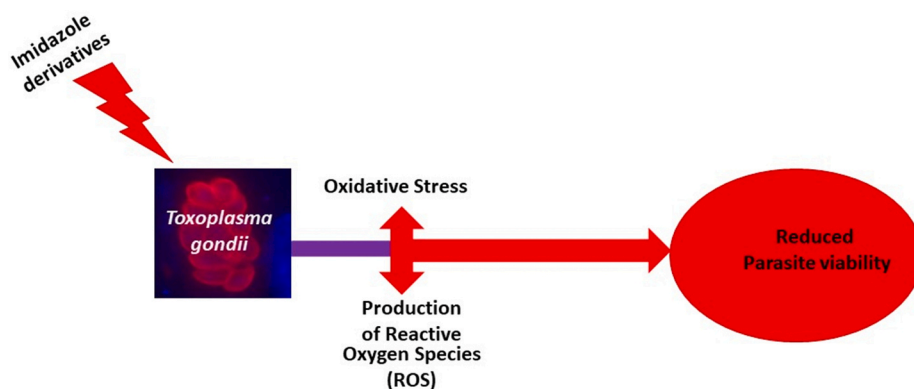 Imidazole
derivatives
Toxoplasma
gondii
Oxidative Stress
Production
of Reactive
Oxygen Species
(ROS)
Reduced
Parasite viability